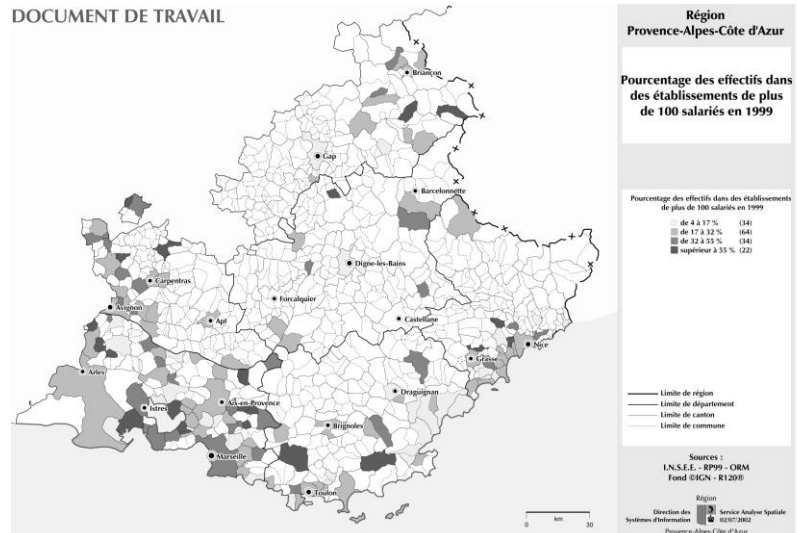 DOCUMENT DE TRAVAIL
Région
Provence-Alpes-Côte d'Azur
Pourcentage des effectifs dans
des établissements de plus
de 100 salariés en 1999
Pourcentage des effectifs dans des établissements
de plus de 100 salariés en 1999
de 4 à 17 % (34)
de 17 à 32 % (64)
de 32 à 55 % (34)
supérieur à 55 % (22)
Briançon
Gap
Barcelonnette
Digne-les-Bains
Carpentras
Forcalquier
Avignon
Apt
Castellane
Nice
Grasse
Arles
Draguignan
Istres
Aix-en-Provence
Brignoles
Marseille
Toulon
Limite de région
Limite de département
Limite de canton
Limite de commune
Sources :
I.N.S.E.E. - RP99 - ORM
Fond ©IGN - R120®
Région
Direction des Systèmes d'Information
Service Analyse Spatiale
02/07/2002
Provence-Alpes-Côte d'Azur
0 km 30